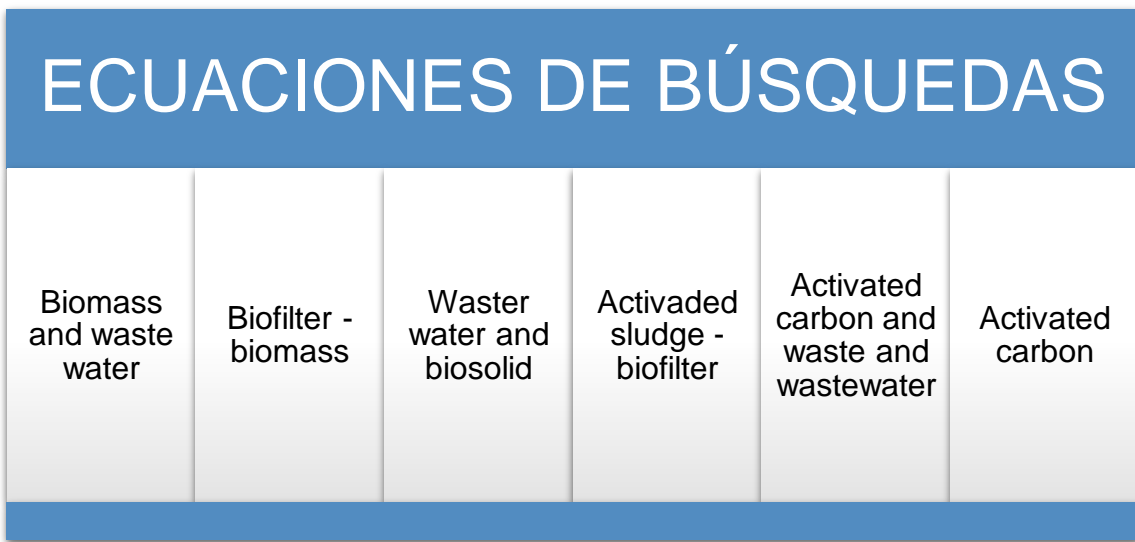 ECUACIONES DE BÚSQUEDAS
Biomass
and waste
water
Biofilter -
biomass
Waster
water and
biosolid
Activaded
sludge -
biofilter
Activated
carbon and
waste and
wastewater
Activated
carbon